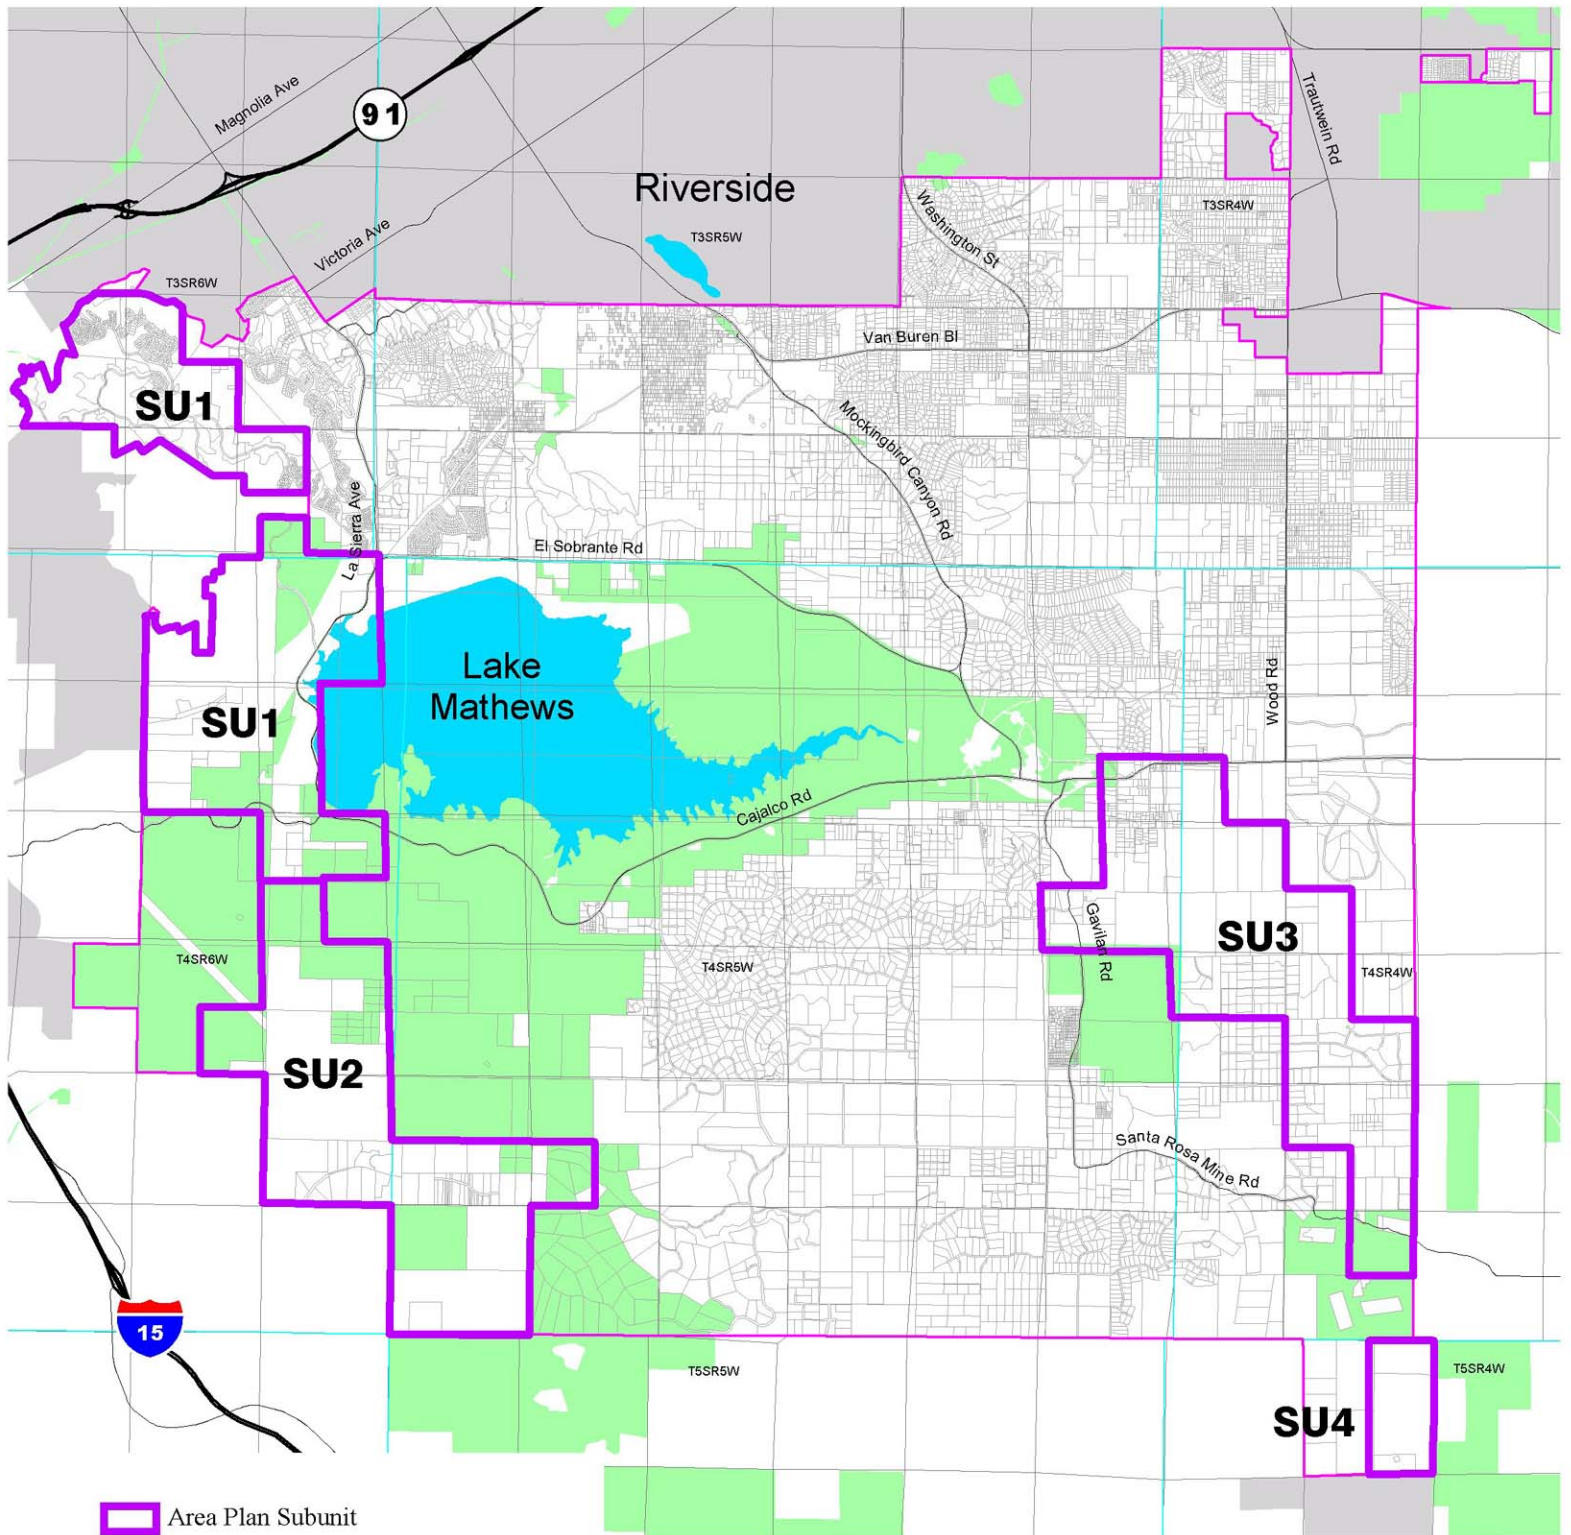 Magnolia Ave
91
Trautwein Rd
Riverside
Washington St
T3SR4W
Victoria Ave
T3SR5W
T3SR6W
Van Buren Bl
SU1
Mockingbird Canyon Rd
La Sierra Ave
El Sobrante Rd
Lake
Mathews
Wood Rd
SU1
Cajalco Rd
Gavilan Rd
SU3
T4SR6W
T4SR5W
T4SR4W
SU2
Santa Rosa Mine Rd
15
T5SR5W
T5SR4W
SU4
Area Plan Subunit